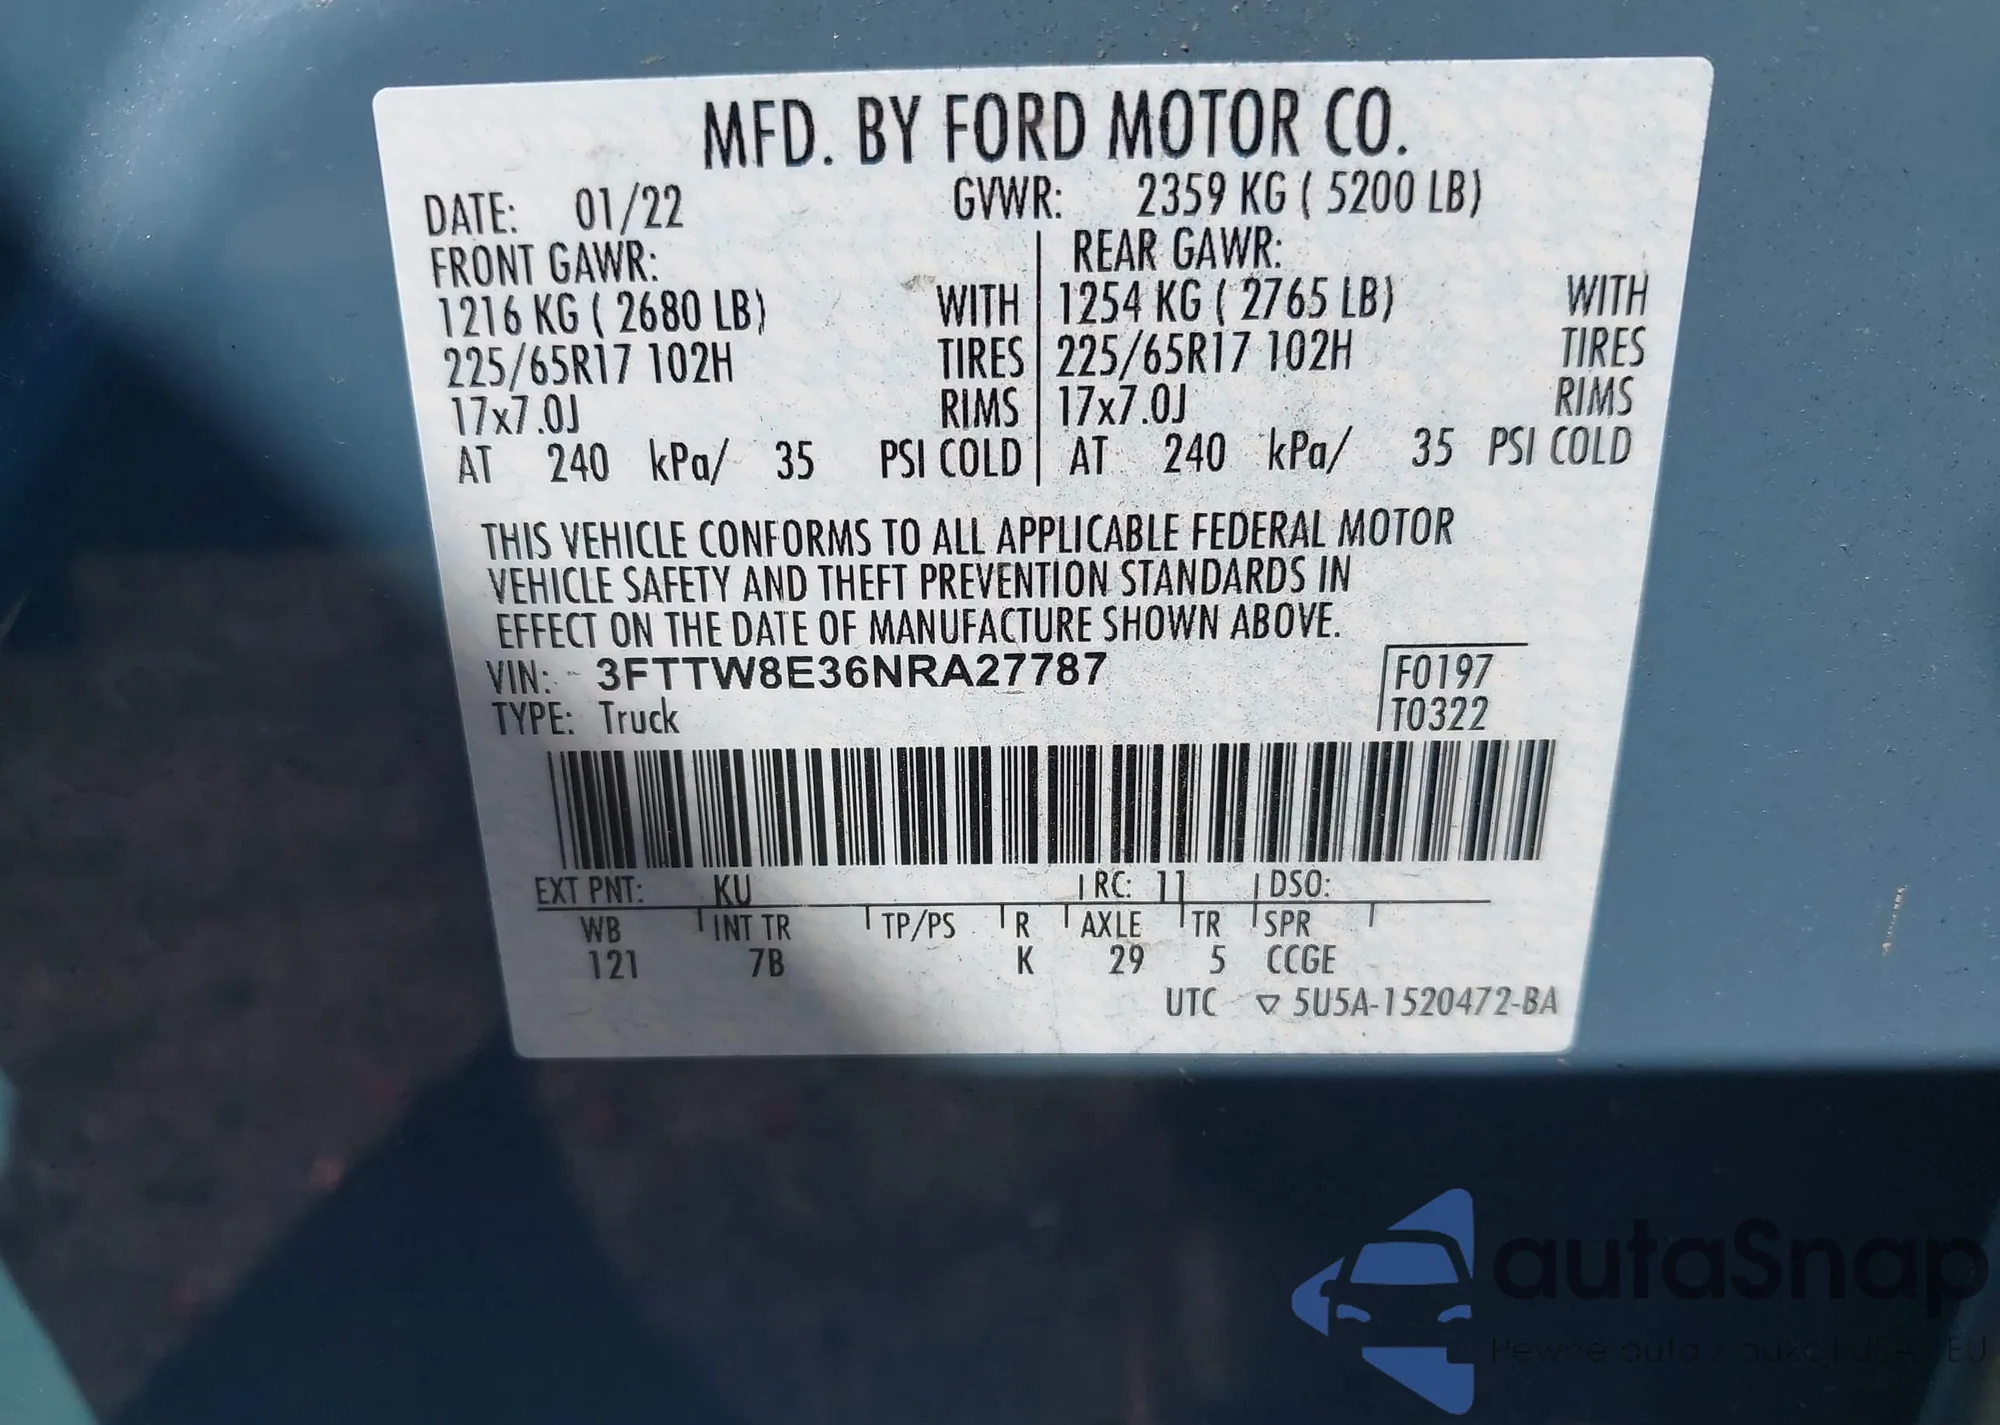 MFD. BY FORD MOTOR CO.
DATE: 01/22 GVWR: 2359 KG ( 5200 LB)
FRONT GAWR: REAR GAWR:
1216 KG ( 2680 LB) WITH 1254 KG ( 2765 LB) WITH
225/65R17 102H TIRES 225/65R17 102H TIRES
17x7.0J RIMS 17x7.0J RIMS
AT 240 kPa/ 35 PSI COLD AT 240 kPa/ 35 PSI COLD
THIS VEHICLE CONFORMS TO ALL APPLICABLE FEDERAL MOTOR
VEHICLE SAFETY AND THEFT PREVENTION STANDARDS IN
EFFECT ON THE DATE OF MANUFACTURE SHOWN ABOVE.
VIN: 3FTTW8E36NRA27787 F0197
TYPE: Truck T0322
EXT PNT: KU RC: 11 DSO:
WB INT TR TP/PS R AXLE TR SPR
121 7B K 29 5 CCGE
UTC ▽ 5U5A-1520472-BA
autaSnap
Pewne auta z aukcji USA i EU